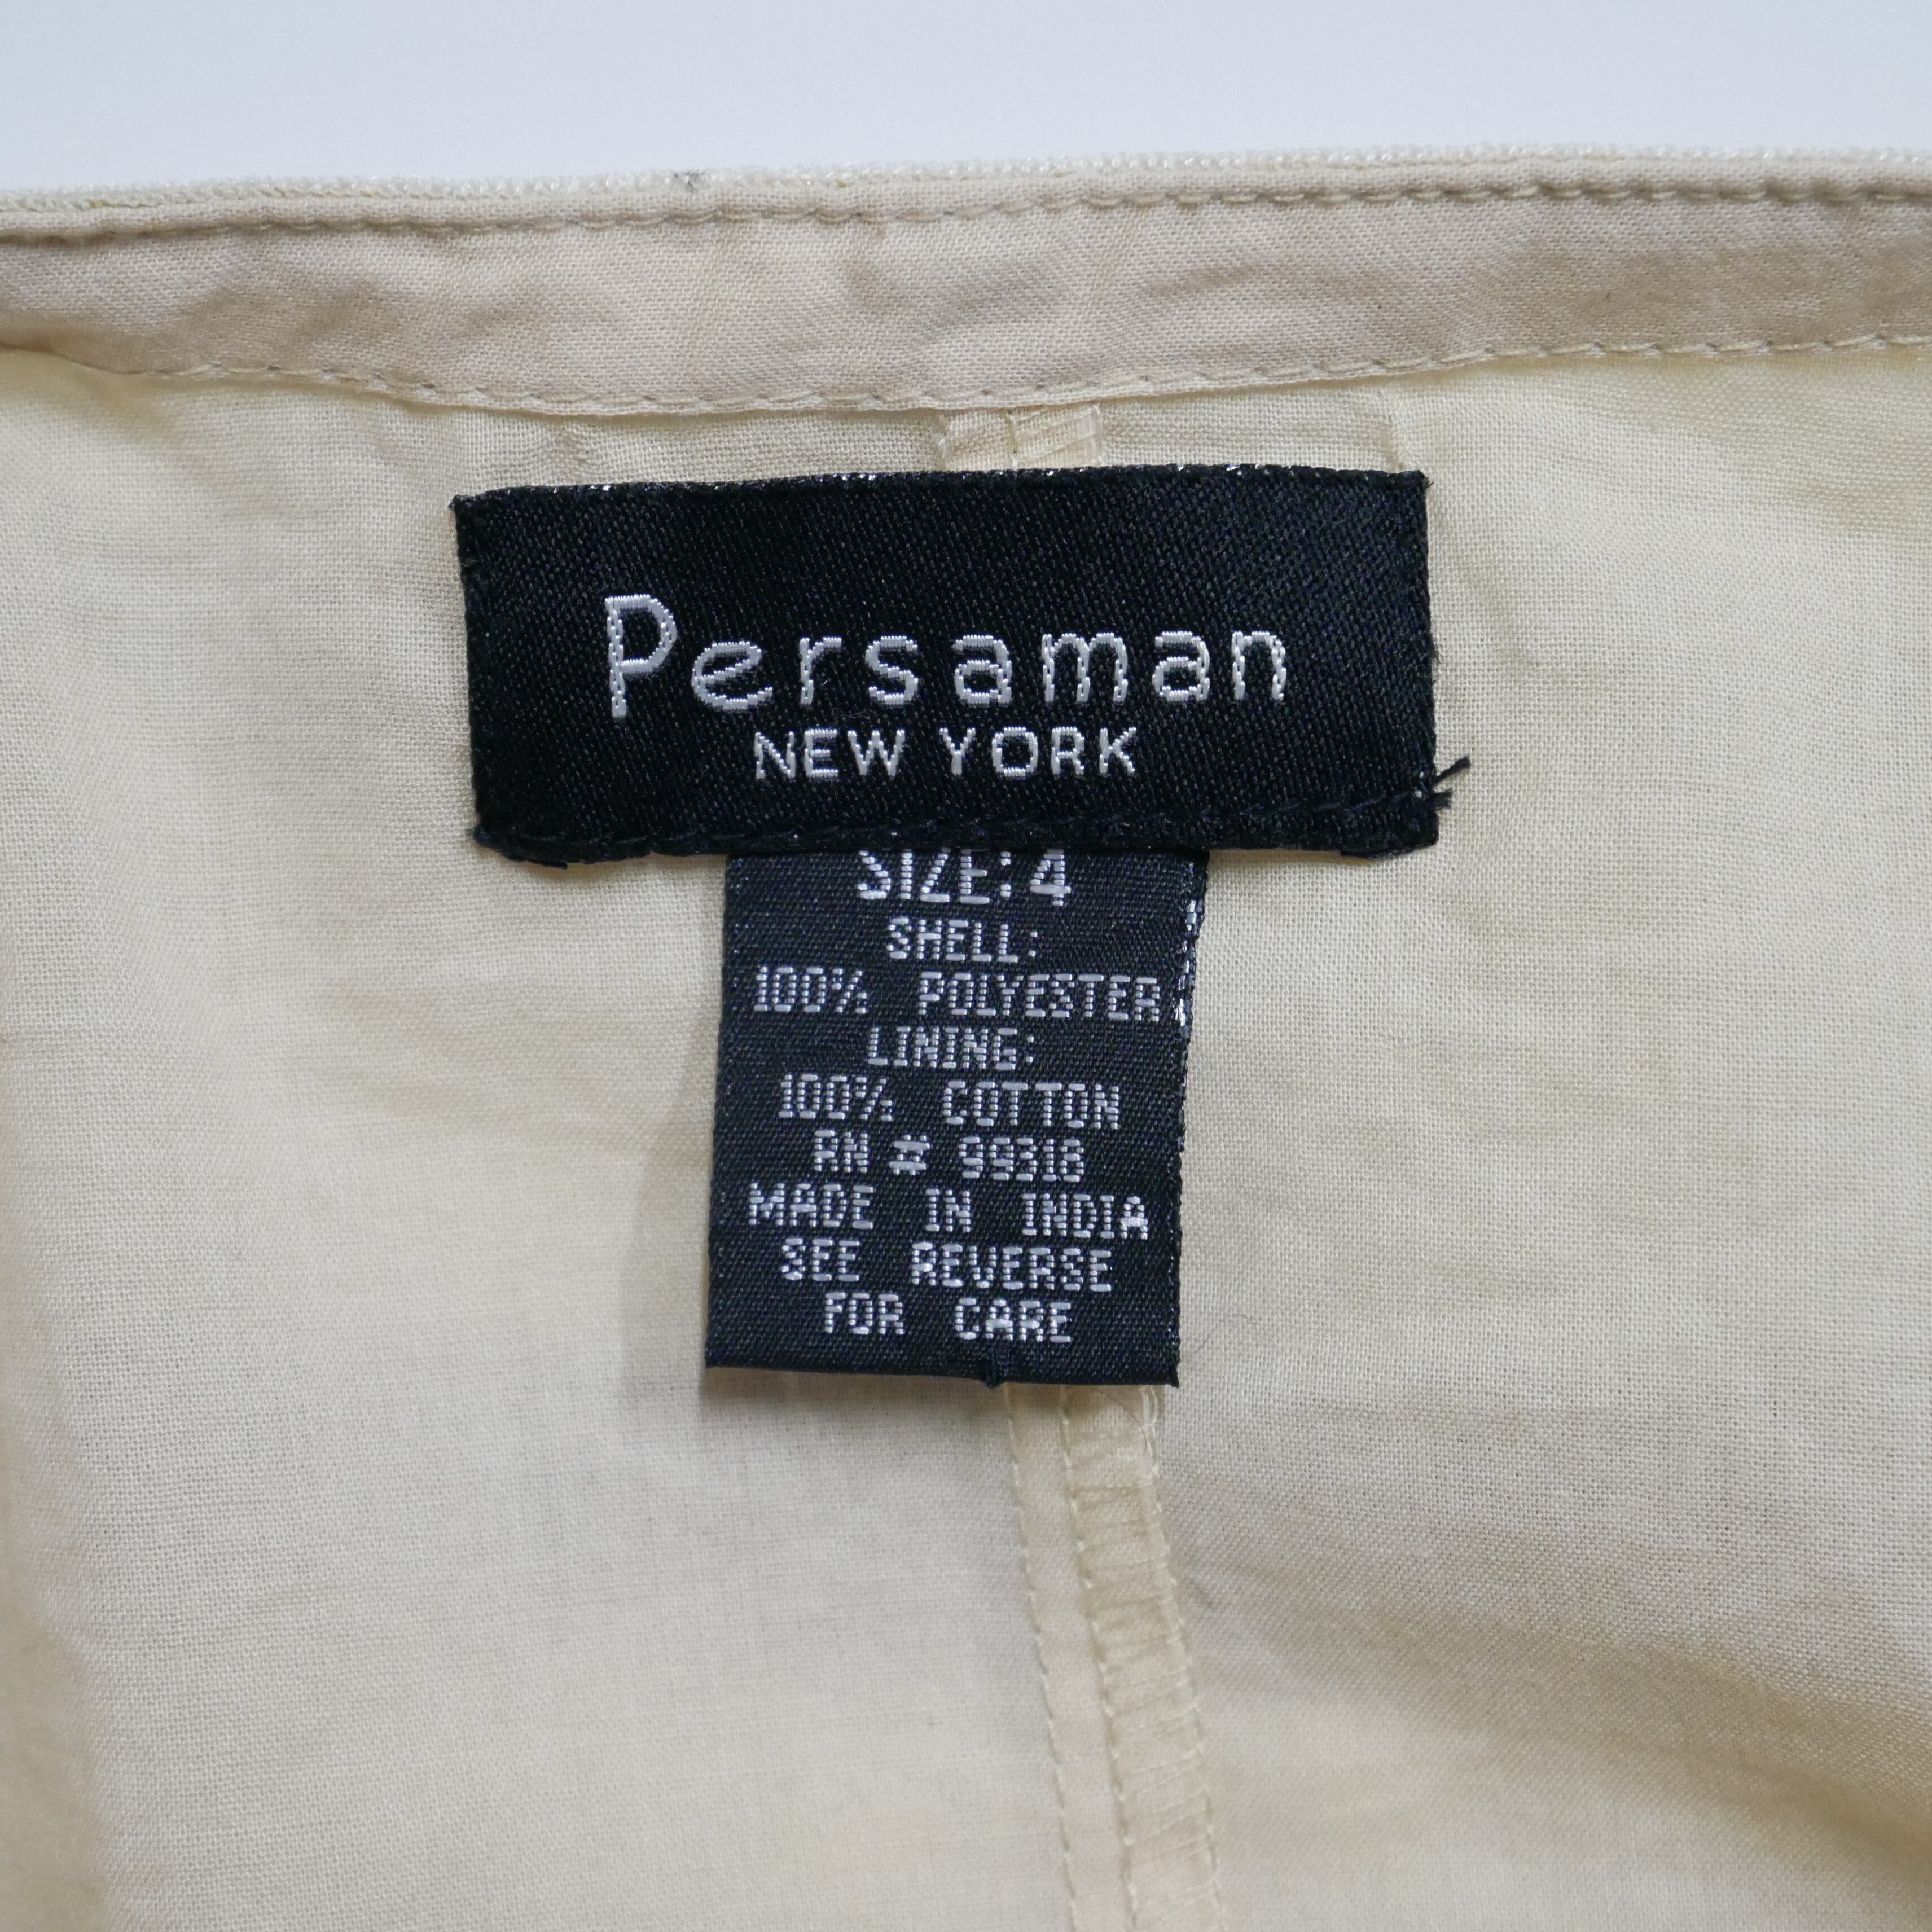 Persaman
NEW YORK
SIZE: 4
SHELL:
100% POLYESTER
LINING:
100% COTTON
RN # 99318
MADE IN INDIA
SEE REVERSE
FOR CARE